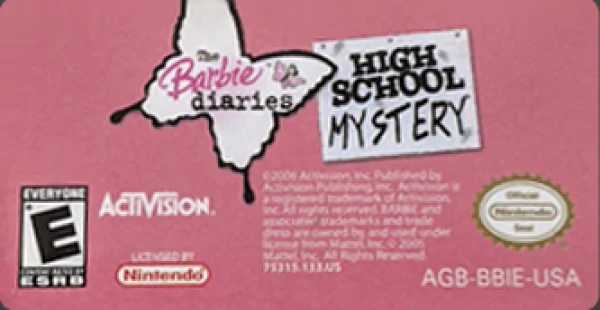 The
Barbie
diaries
HIGH
SCHOOL
MYSTERY
©2006 Activision, Inc. Published by
Activision Publishing, Inc. Activision is
a registered trademark of Activision,
Inc. All rights reserved. BARBIE and
associated trademarks and trade
dress are owned by, and used under
license from Mattel, Inc. © 2005
Mattel, Inc. All Rights Reserved.
75315.133.US
EVERYONE
E
CONTENT RATED BY
ESRB
ACTIVISION.
LICENSED BY
Nintendo
Official
Nintendo
Seal
AGB-BBIE-USA